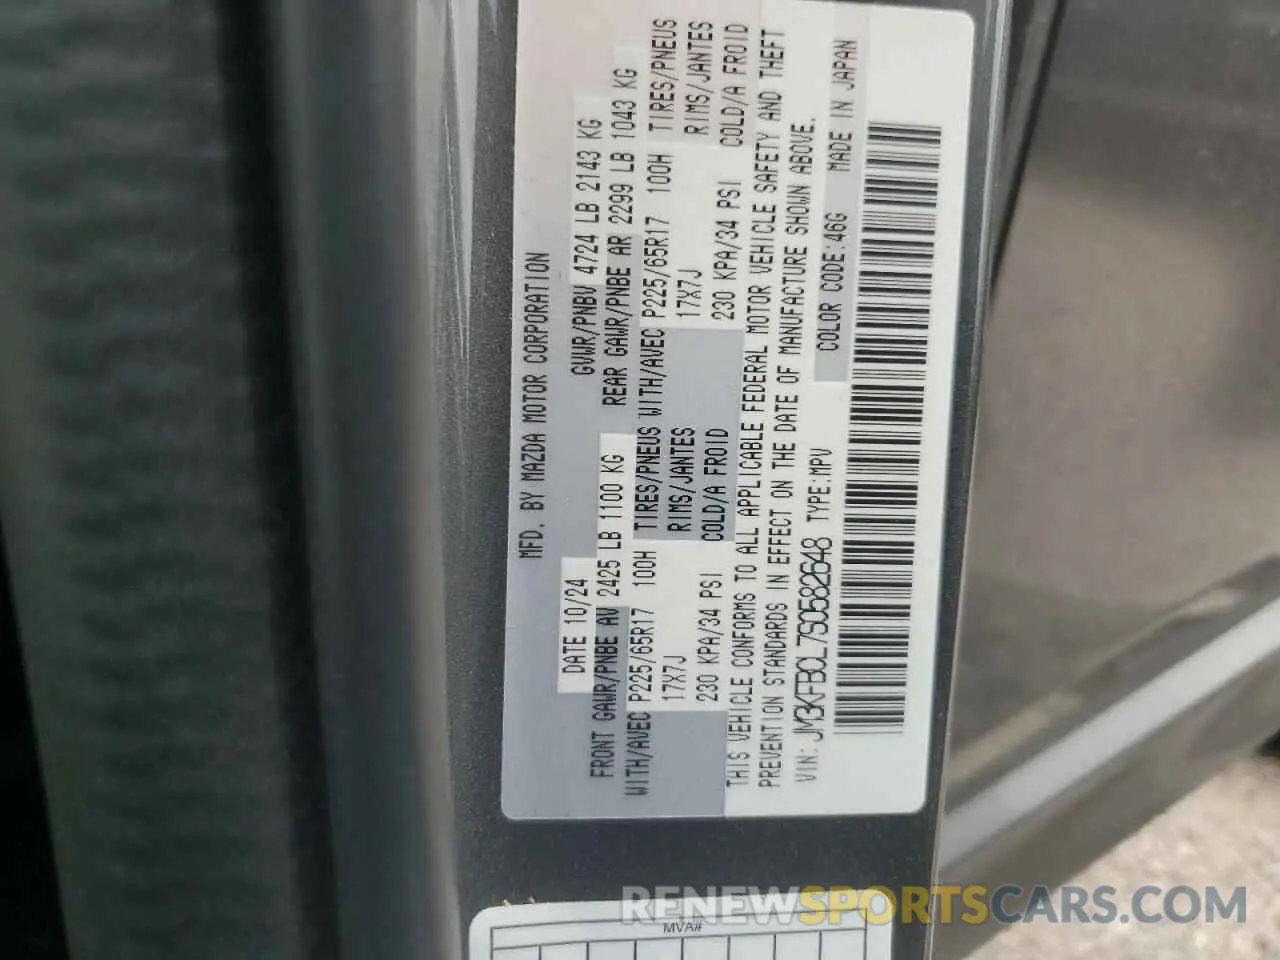 MFD. BY MAZDA MOTOR CORPORATION
DATE 10/24 GVWR/PNBV 4724 LB 2143 KG
FRONT GAWR/PNBE AV 2425 LB 1100 KG REAR GAWR/PNBE AR 2299 LB 1043 KG
WITH/AVEC P225/65R17 100H TIRES/PNEUS WITH/AVEC P225/65R17 100H TIRES/PNEUS
17X7J RIMS/JANTES 17X7J RIMS/JANTES
230 KPA/34 PSI COLD/A FROID 230 KPA/34 PSI COLD/A FROID
THIS VEHICLE CONFORMS TO ALL APPLICABLE FEDERAL MOTOR VEHICLE SAFETY AND THEFT
PREVENTION STANDARDS IN EFFECT ON THE DATE OF MANUFACTURE SHOWN ABOVE.
VIN: JM3KFBCL7S0582648 TYPE:MPV COLOR CODE:46G MADE IN JAPAN
MVA#
RENEWSPORTSCARS.COM